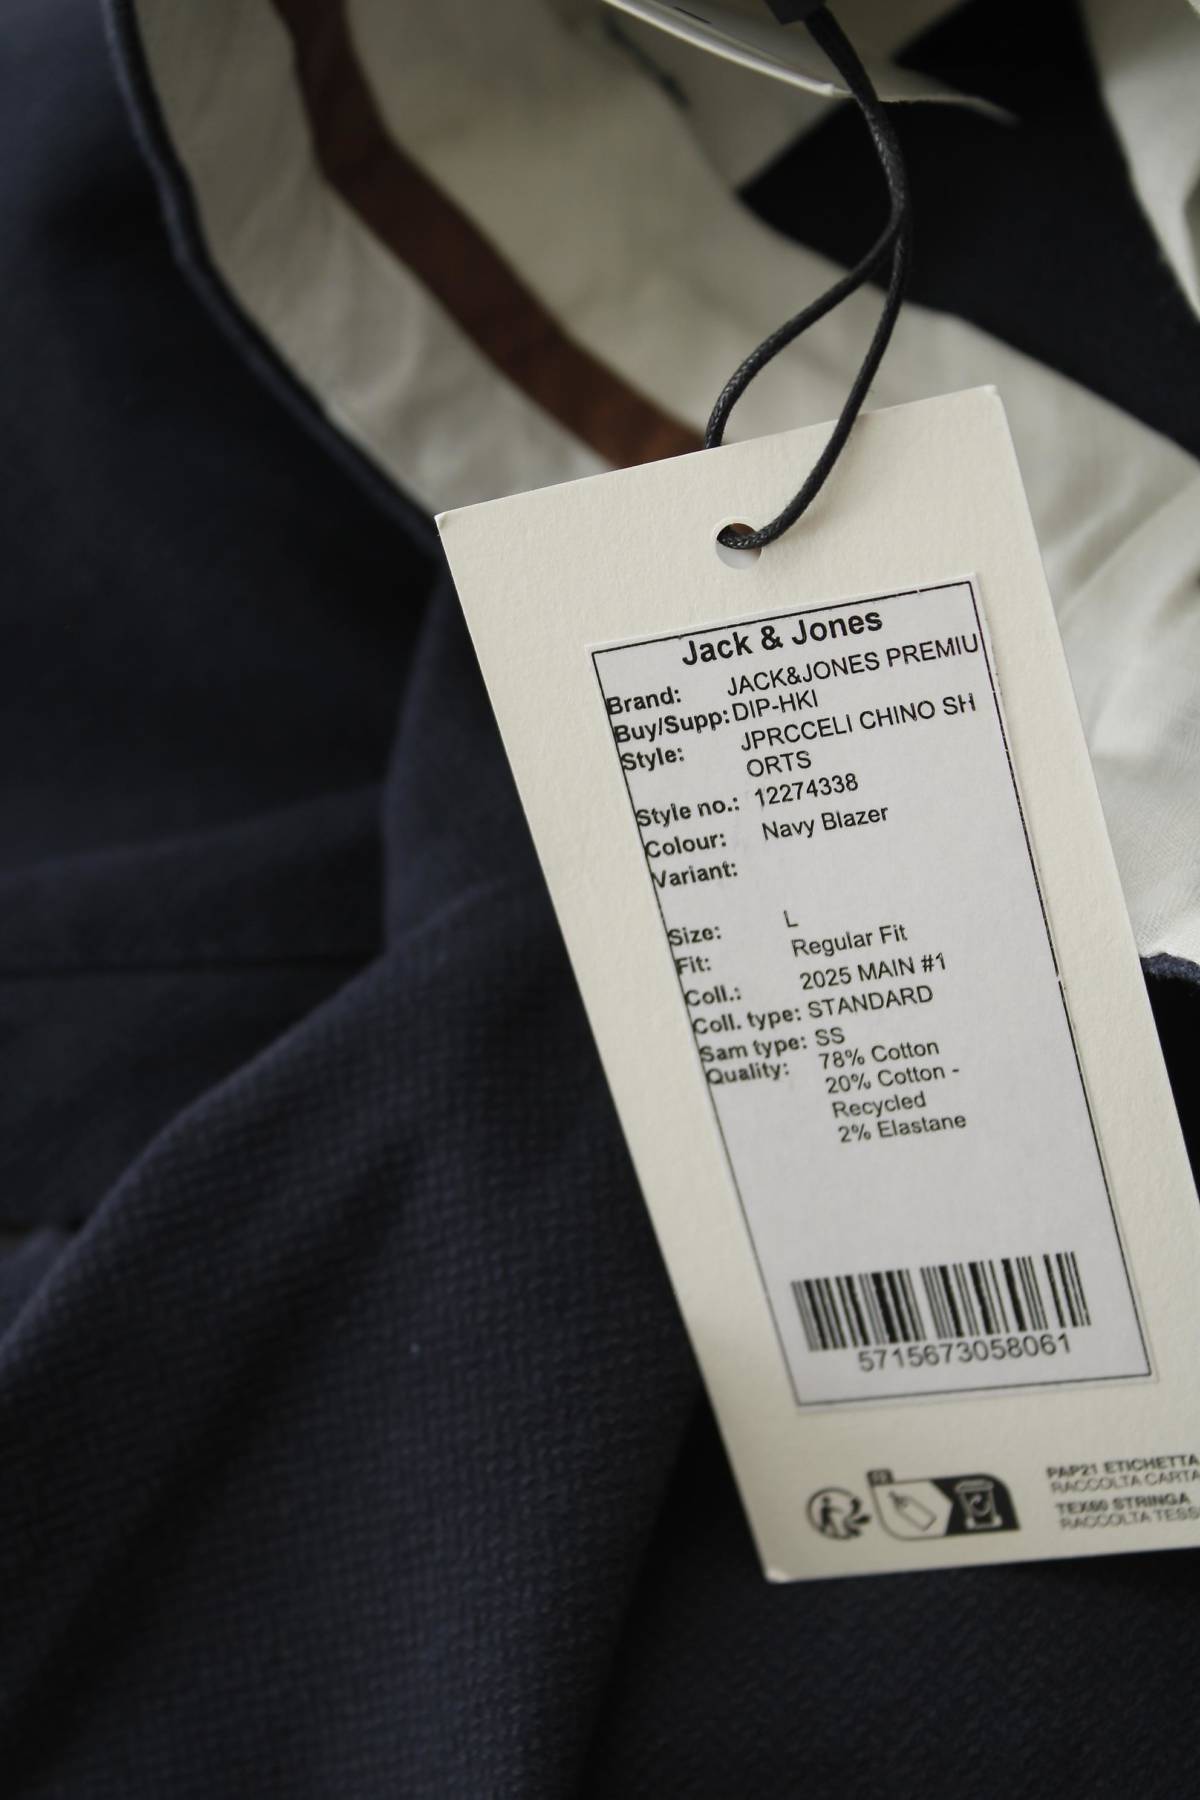 Jack & Jones
Brand: JACK&JONES PREMIU
Buy/Supp: DIP-HKI
Style: JPRCCELI CHINO SH
ORTS
Style no.: 12274338
Colour: Navy Blazer
Variant:
Size: L
Fit: Regular Fit
Coll.: 2025 MAIN #1
Coll. type: STANDARD
Sam type: SS
Quality: 78% Cotton
20% Cotton -
Recycled
2% Elastane
5715673058061
PAP21 ETICHETTA
RACCOLTA CARTA
TEX60 STRINGA
RACCOLTA TESS